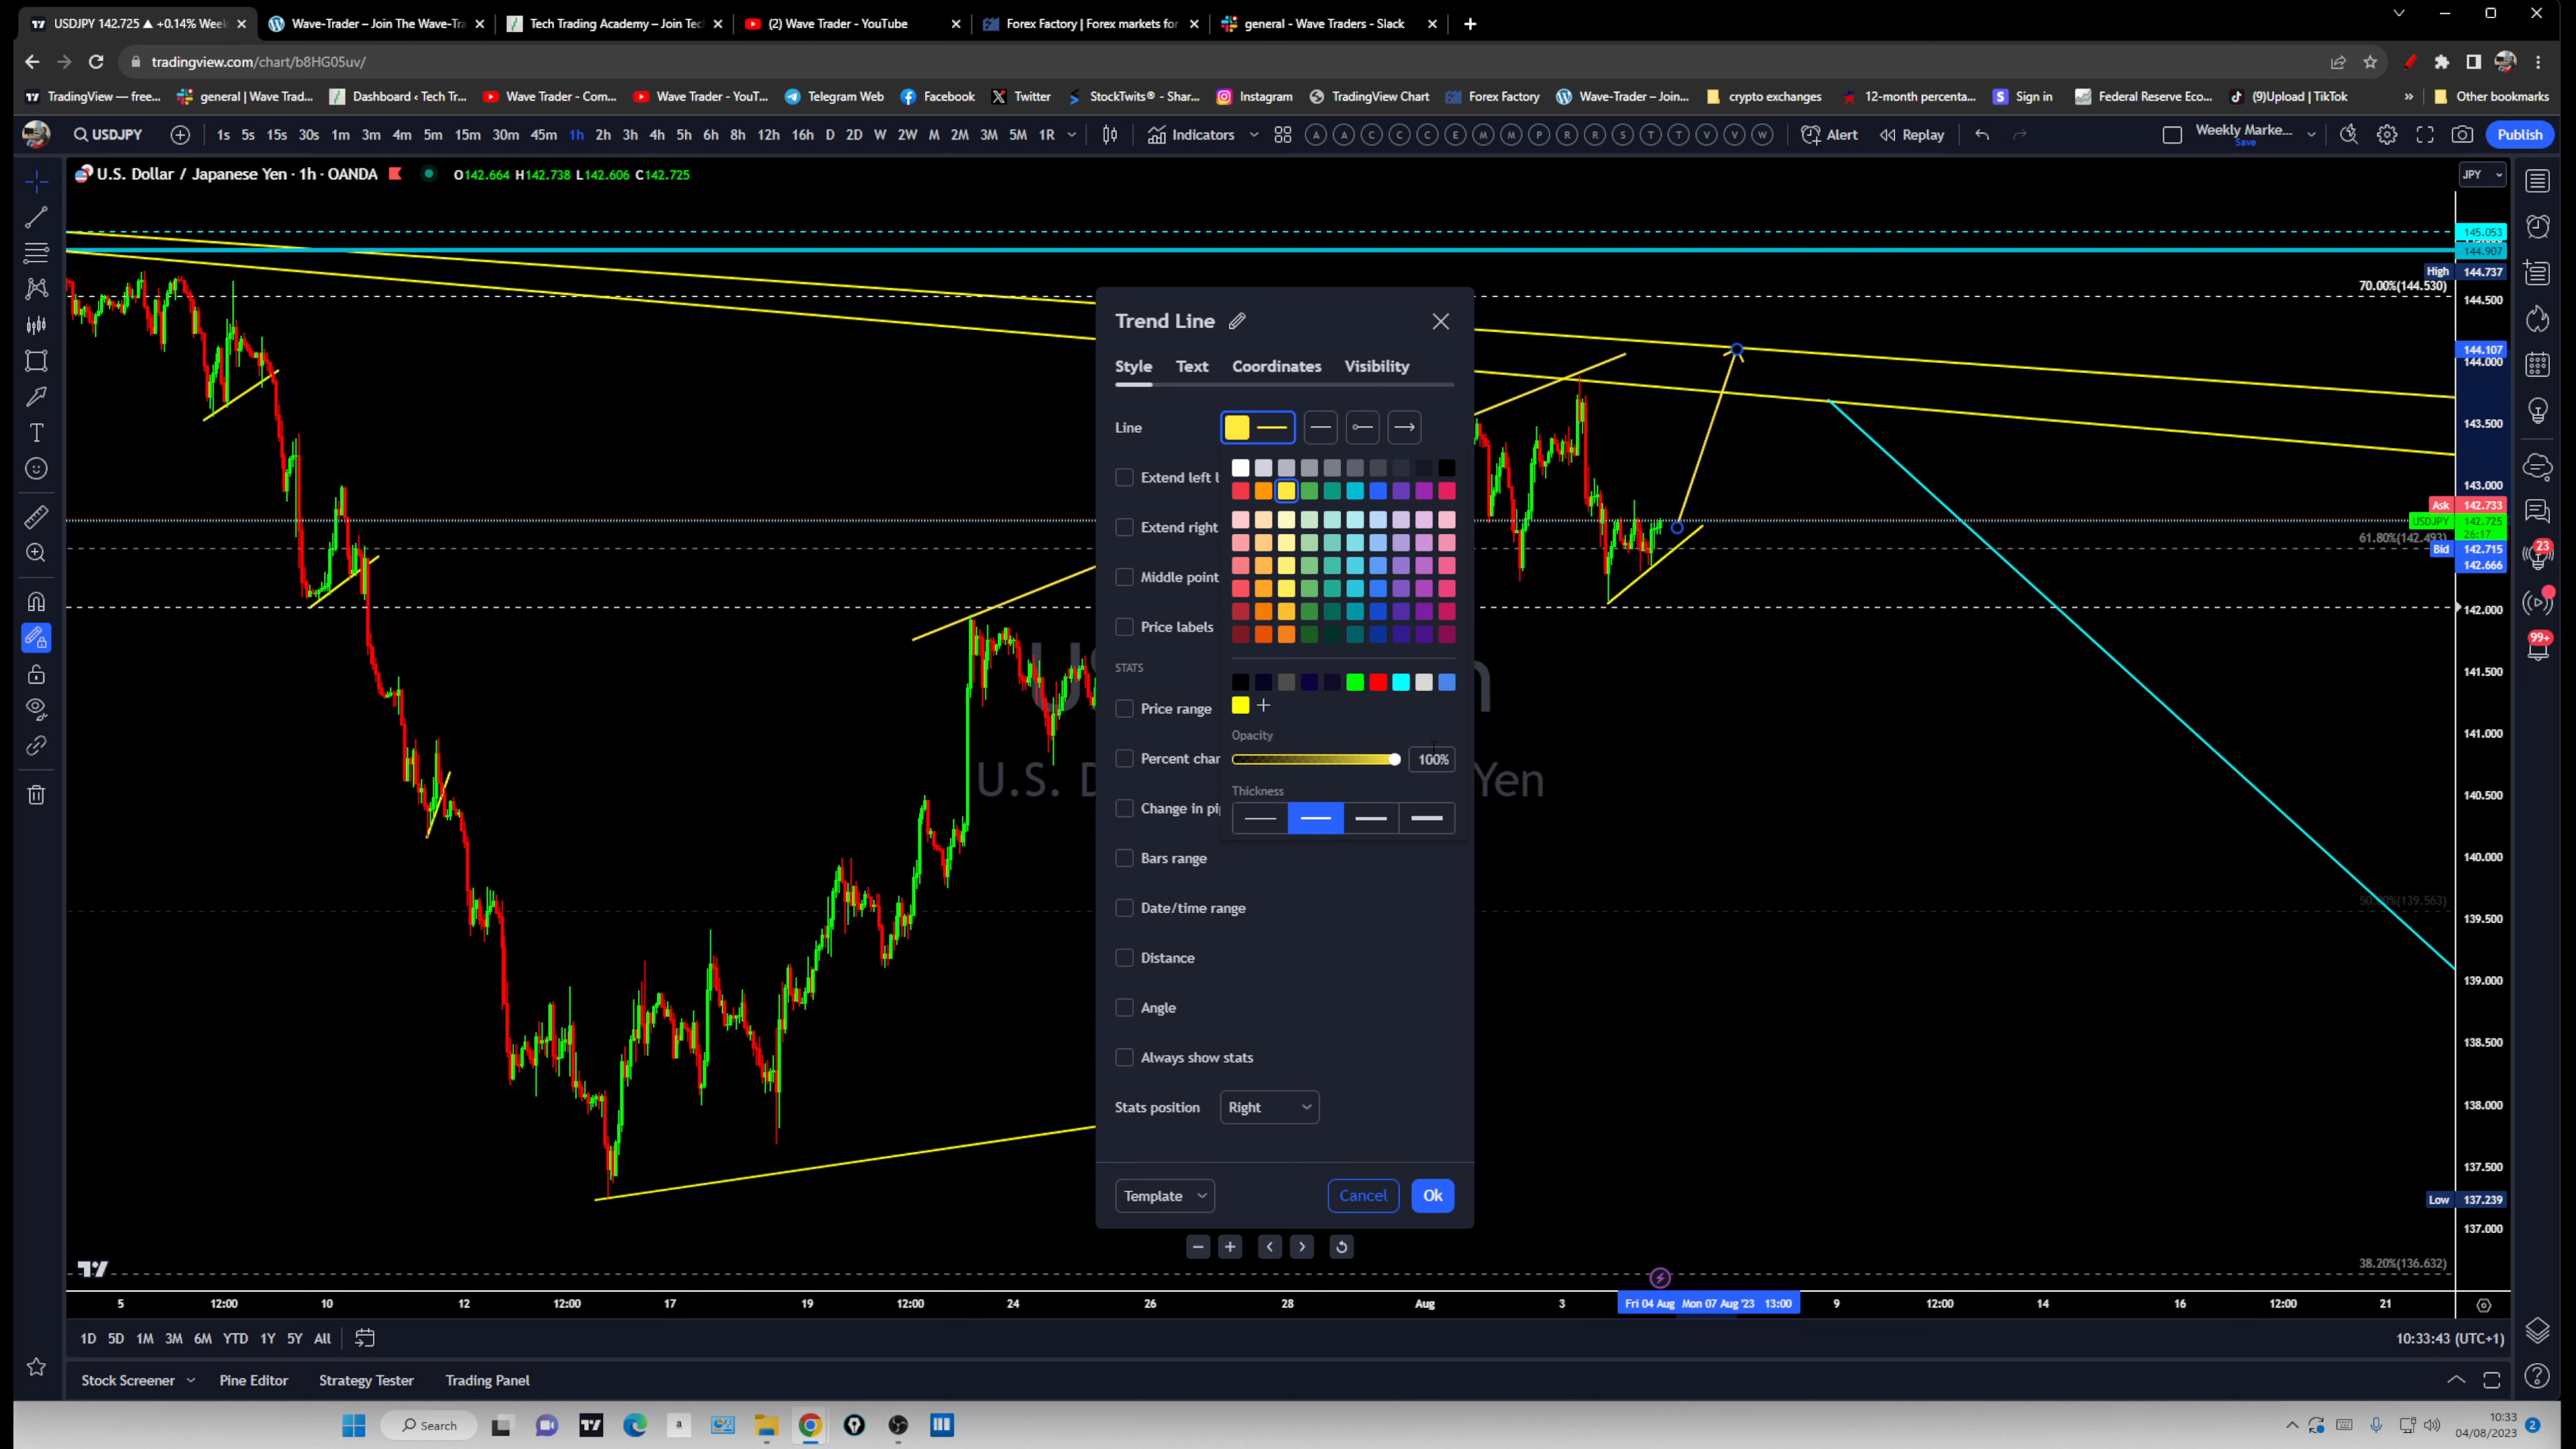 USDJPY 142.725 ▲ +0.14% Week
Wave-Trader – Join The Wave-Tra
Tech Trading Academy – Join Tec
(2) Wave Trader - YouTube
Forex Factory | Forex markets for
general - Wave Traders - Slack
tradingview.com/chart/b8HG05uv/
TradingView — free...
general | Wave Trad...
Dashboard ‹ Tech Tr...
Wave Trader - Com...
Wave Trader - YouT...
Telegram Web
Facebook
Twitter
StockTwits® - Shar...
Instagram
TradingView Chart
Forex Factory
Wave-Trader – Join...
crypto exchanges
12-month percenta...
Sign in
Federal Reserve Eco...
(9)Upload | TikTok
»
Other bookmarks
USDJPY
1s 5s 15s 30s 1m 3m 4m 5m 15m 30m 45m 1h 2h 3h 4h 5h 6h 8h 12h 16h D 2D W 2W M 2M 3M 5M 1R
Indicators
A A C C C E M M P R R S T T V V W
Alert
Replay
Weekly Marke...
Save
Publish
U.S. Dollar / Japanese Yen · 1h · OANDA
O142.664 H142.738 L142.606 C142.725
JPY
145.053
144.907
High 144.737
70.00%(144.530)
144.500
144.107
144.000
143.500
143.000
Ask 142.733
USDJPY 142.725
26:17
61.80%(142.493)
Bid 142.715
142.666
142.000
141.500
141.000
140.500
140.000
50.00%(139.563)
139.500
139.000
138.500
138.000
137.500
Low 137.239
137.000
38.20%(136.632)
23
99+
Trend Line
Style Text Coordinates Visibility
Line
Extend left l
Extend right
Middle point
Price labels
STATS
Price range
Percent char
Change in pip
Opacity
100%
Thickness
Bars range
Date/time range
Distance
Angle
Always show stats
Stats position Right
Template Cancel Ok
U.S. D
Yen
5 12:00 10 12 12:00 17 19 12:00 24 26 28 Aug 3 Fri 04 Aug Mon 07 Aug '23 13:00 9 12:00 14 16 12:00 21
1D 5D 1M 3M 6M YTD 1Y 5Y All
10:33:43 (UTC+1)
Stock Screener
Pine Editor
Strategy Tester
Trading Panel
Search
10:33
04/08/2023
2